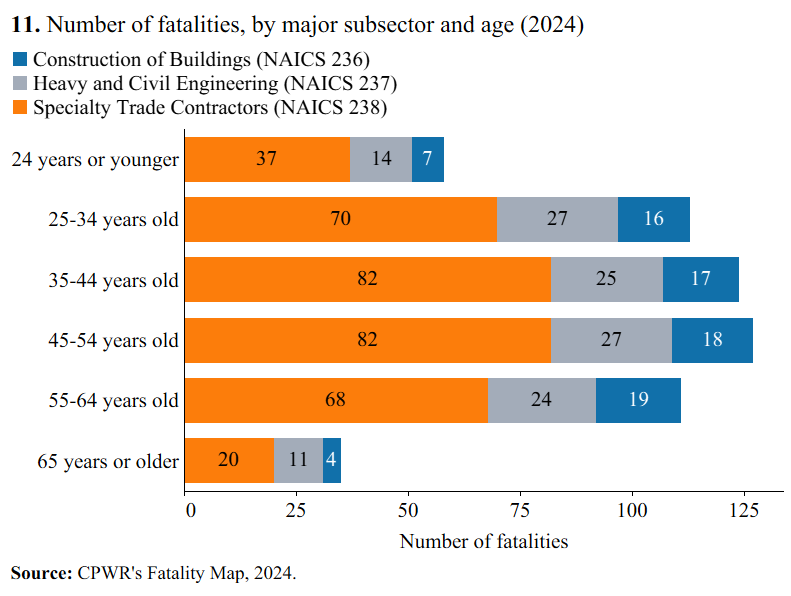 11. Number of fatalities, by major subsector and age (2024)
Construction of Buildings (NAICS 236)
Heavy and Civil Engineering (NAICS 237)
Specialty Trade Contractors (NAICS 238)
24 years or younger 37 14 7
25-34 years old 70 27 16
35-44 years old 82 25 17
45-54 years old 82 27 18
55-64 years old 68 24 19
65 years or older 20 11 4
0 25 50 75 100 125
Number of fatalities
Source: CPWR's Fatality Map, 2024.